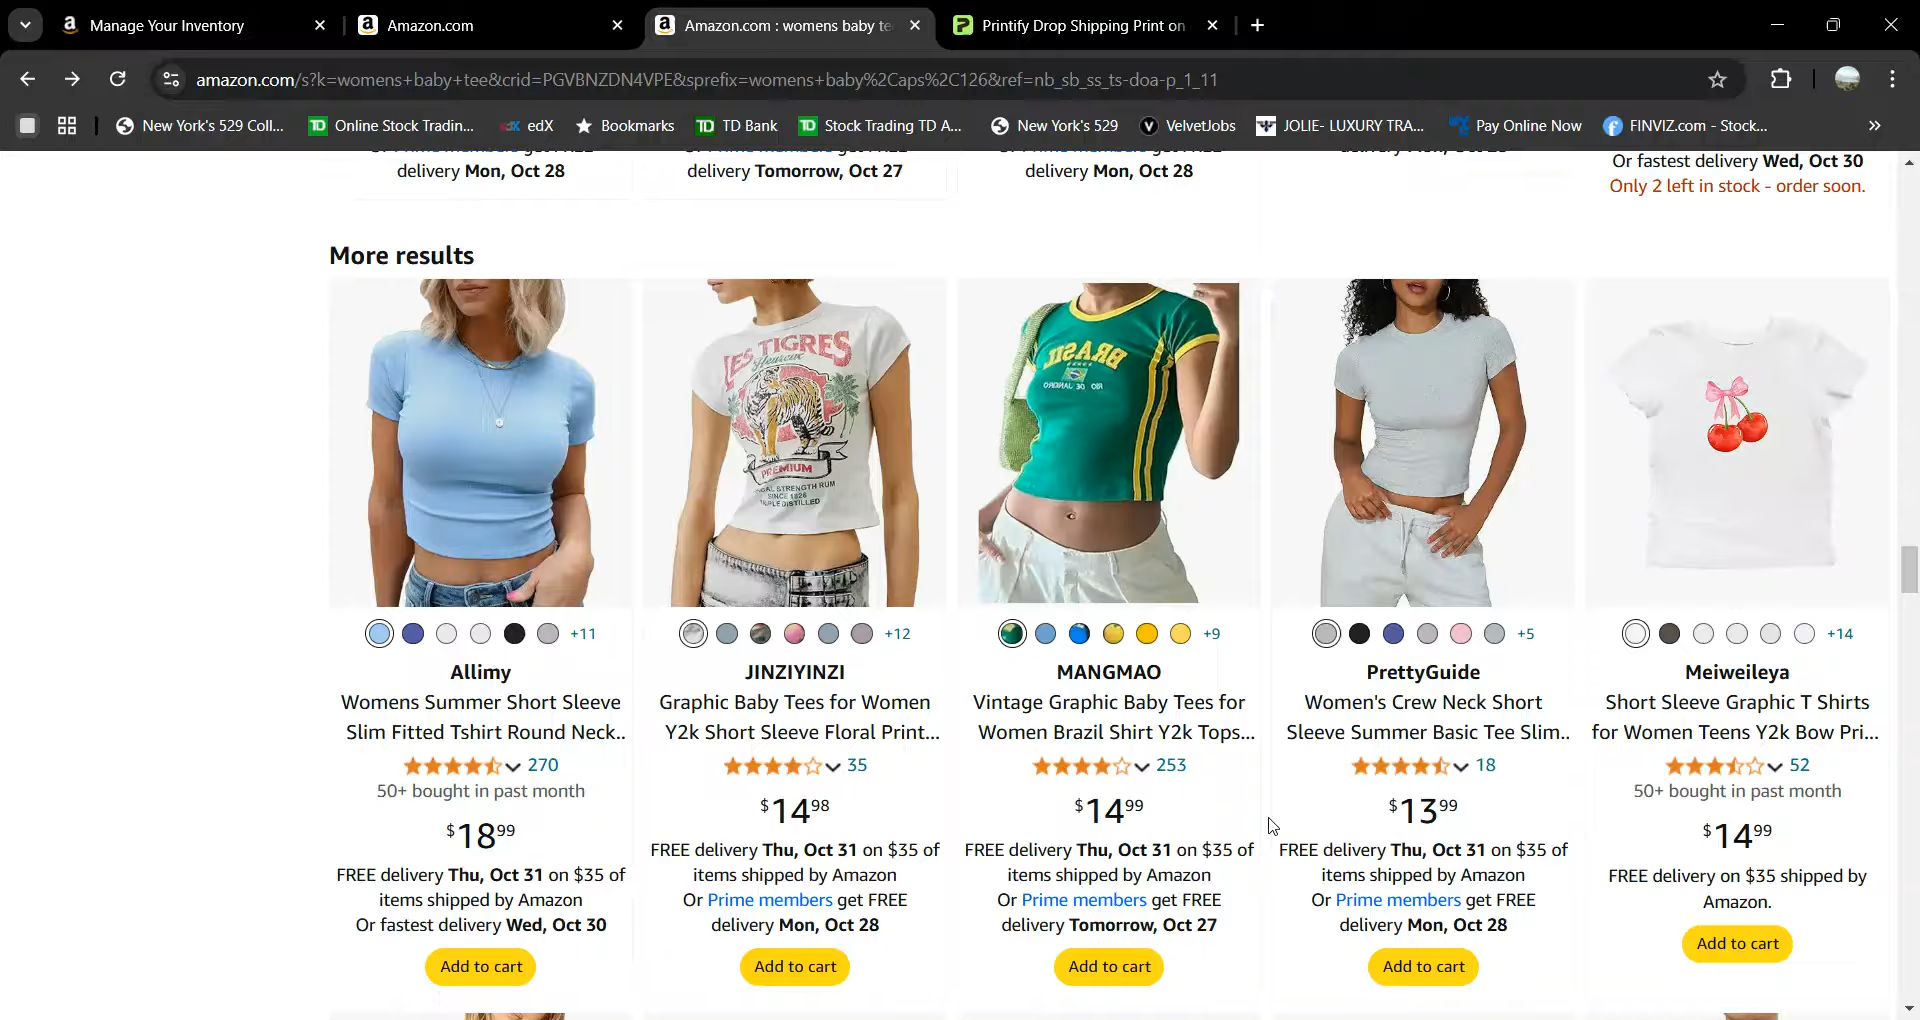 Manage Your Inventory
Amazon.com
Amazon.com : womens baby te
Printify Drop Shipping Print on
amazon.com/s?k=womens+baby+tee&crid=PGVBNZDN4VPE&sprefix=womens+baby%2Caps%2C126&ref=nb_sb_ss_ts-doa-p_1_11
New York's 529 Coll...
Online Stock Tradin...
edX
Bookmarks
TD Bank
Stock Trading TD A...
New York's 529
VelvetJobs
JOLIE- LUXURY TRA...
Pay Online Now
FINVIZ.com - Stock...
delivery Mon, Oct 28
delivery Tomorrow, Oct 27
delivery Mon, Oct 28
Or fastest delivery Wed, Oct 30
Only 2 left in stock - order soon.
More results
LES TIGRES
PREMIUM
STRENGTH RUM
SINCE 1826
TRIPLE DISTILLED
BRASIL
RIO DE JANEIRO
+11
+12
+9
+5
+14
Allimy
Womens Summer Short Sleeve
Slim Fitted Tshirt Round Neck..
270
50+ bought in past month
$18.99
FREE delivery Thu, Oct 31 on $35 of
items shipped by Amazon
Or fastest delivery Wed, Oct 30
Add to cart
JINZIYINZI
Graphic Baby Tees for Women
Y2k Short Sleeve Floral Print...
35
$14.98
FREE delivery Thu, Oct 31 on $35 of
items shipped by Amazon
Or Prime members get FREE
delivery Mon, Oct 28
Add to cart
MANGMAO
Vintage Graphic Baby Tees for
Women Brazil Shirt Y2k Tops...
253
$14.99
FREE delivery Thu, Oct 31 on $35 of
items shipped by Amazon
Or Prime members get FREE
delivery Tomorrow, Oct 27
Add to cart
PrettyGuide
Women's Crew Neck Short
Sleeve Summer Basic Tee Slim..
18
$13.99
FREE delivery Thu, Oct 31 on $35 of
items shipped by Amazon
Or Prime members get FREE
delivery Mon, Oct 28
Add to cart
Meiweileya
Short Sleeve Graphic T Shirts
for Women Teens Y2k Bow Pri...
52
50+ bought in past month
$14.99
FREE delivery on $35 shipped by
Amazon.
Add to cart